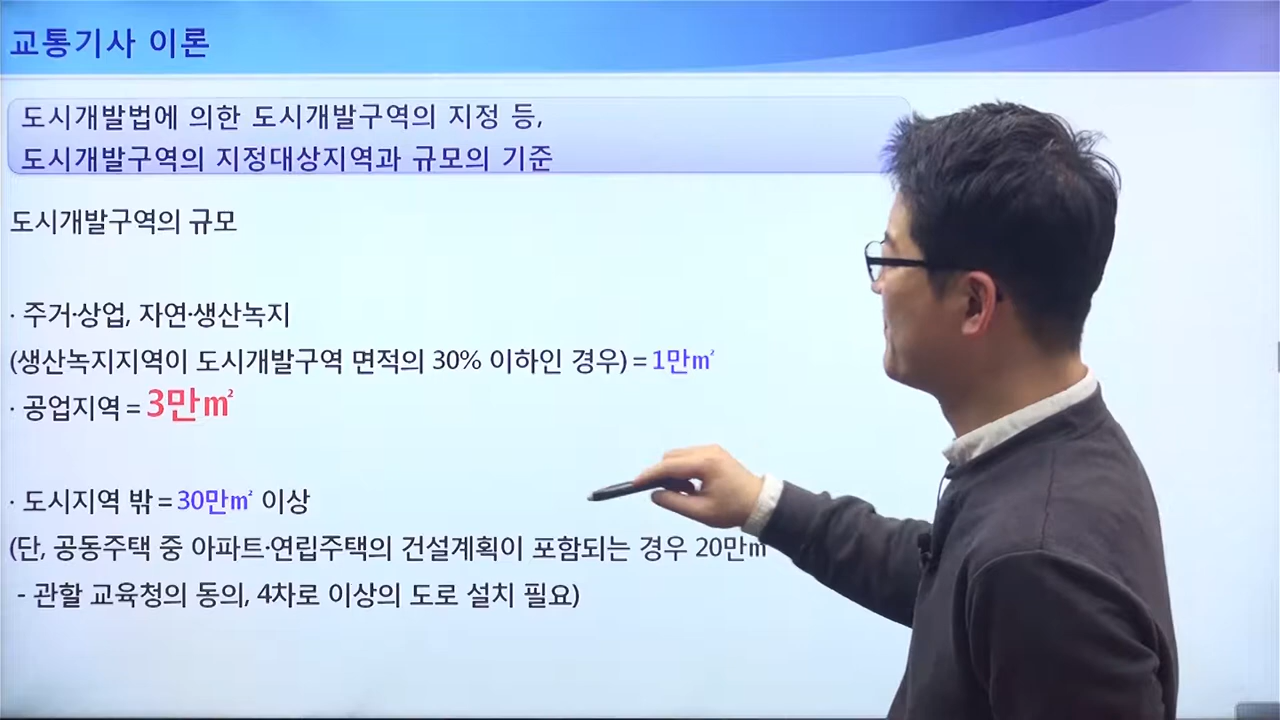 교통기사 이론
도시개발법에 의한 도시개발구역의 지정 등,
도시개발구역의 지정대상지역과 규모의 기준
도시개발구역의 규모
· 주거·상업, 자연·생산녹지
(생산녹지지역이 도시개발구역 면적의 30% 이하인 경우) = 1만㎡
· 공업지역 = 3만㎡
· 도시지역 밖 = 30만㎡ 이상
(단, 공동주택 중 아파트·연립주택의 건설계획이 포함되는 경우 20만㎡
- 관할 교육청의 동의, 4차로 이상의 도로 설치 필요)